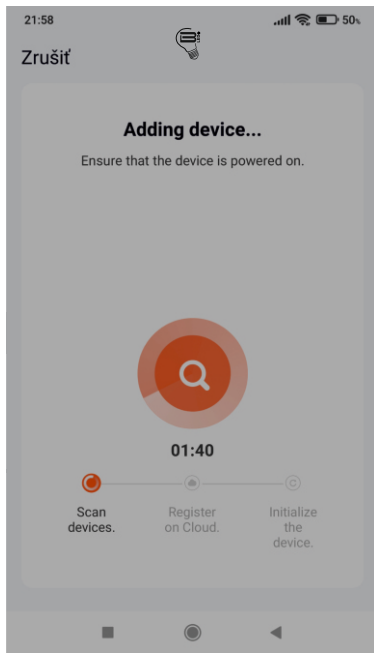 21:58
50%
Zrušiť
Adding device...
Ensure that the device is powered on.
01:40
Scan
devices.
Register
on Cloud.
Initialize
the
device.